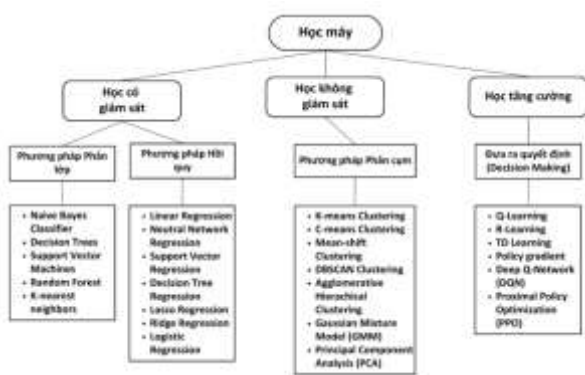 Học máy
Học có
giám sát
Học không
giám sát
Học tăng cường
Phương pháp Phân
lớp
Phương pháp Hồi
quy
Phương pháp Phân cụm
Đưa ra quyết định
(Decision Making)
Naive Bayes
Classifier
Decision Trees
Support Vector
Machines
Random Forest
K-nearest
neighbors
Linear Regression
Neutral Network
Regression
Support Vector
Regression
Decision Tree
Regression
Lasso Regression
Ridge Regression
Logistic
Regression
K-means Clustering
C-means Clustering
Mean-shift
Clustering
DBSCAN Clustering
Agglomerative
Hierachical
Clustering
Gaussian Mixture
Model (GMM)
Principal Component
Analysis (PCA)
Q-Learning
R-Learning
TD Learning
Policy gradient
Deep Q-Network
(DQN)
Proximal Policy
Optimization
(PPO)